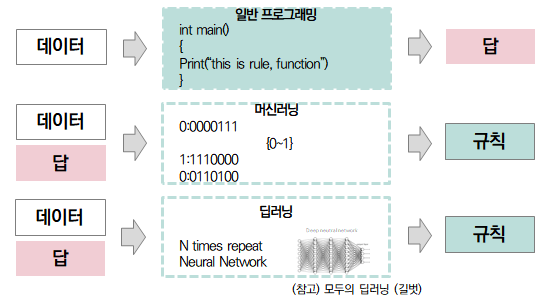 일반 프로그래밍
데이터
int main()
{
Print("this is rule, function")
}
답
머신러닝
데이터
답
0:0000111
{0~1}
1:1110000
0:0110100
규칙
딥러닝
데이터
답
N times repeat
Neural Network
Deep neural network
규칙
(참고) 모두의 딥러닝 (길벗)